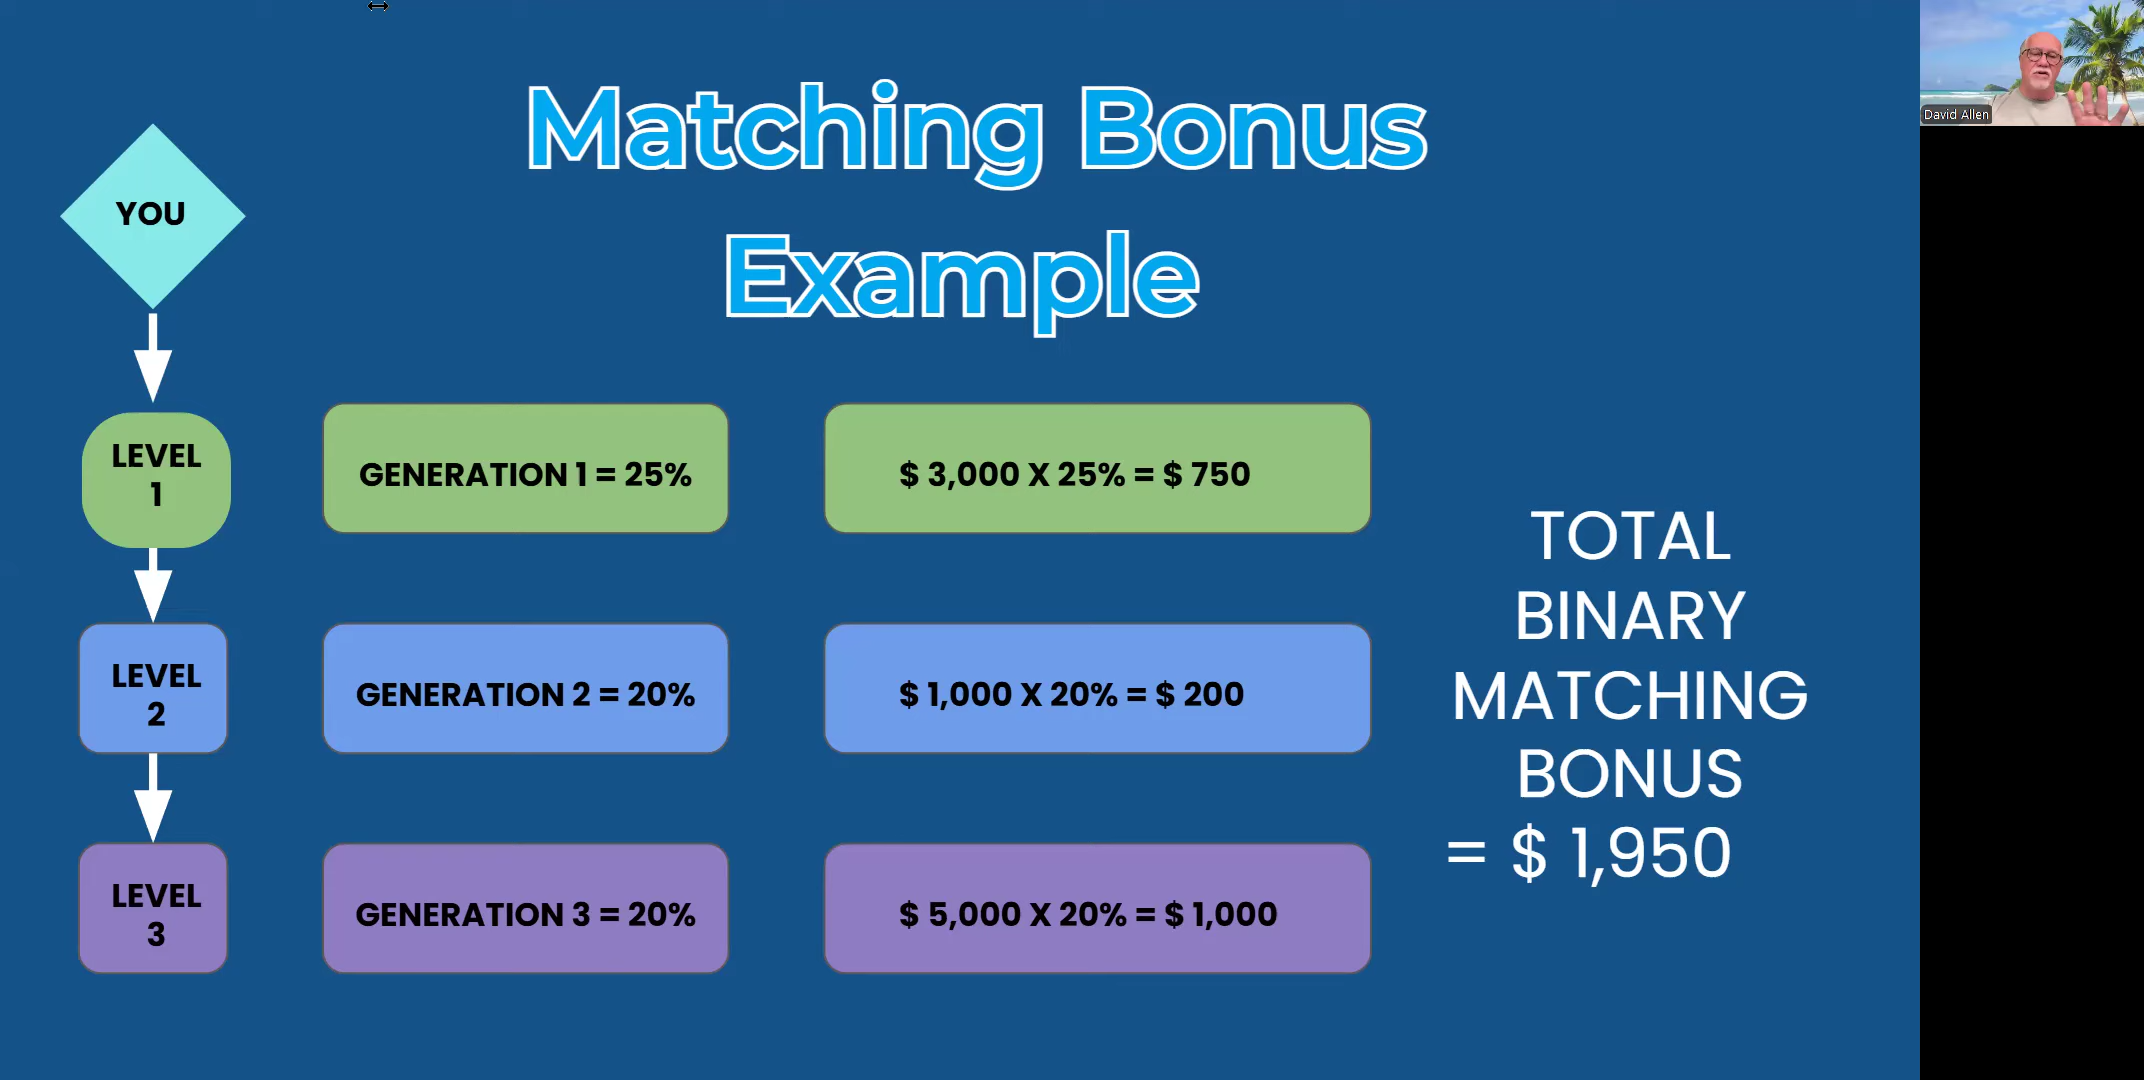 Matching Bonus
Example
YOU
LEVEL
1
GENERATION 1 = 25%
$ 3,000 X 25% = $ 750
LEVEL
2
GENERATION 2 = 20%
$ 1,000 X 20% = $ 200
LEVEL
3
GENERATION 3 = 20%
$ 5,000 X 20% = $ 1,000
TOTAL
BINARY
MATCHING
BONUS
= $ 1,950
David Allen